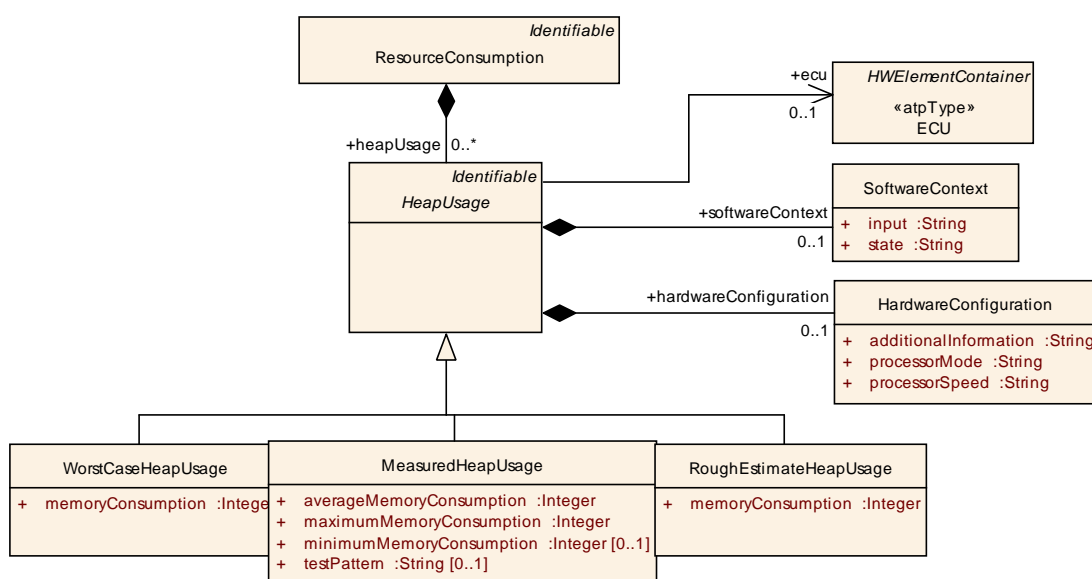 Identifiable
ResourceConsumption
+heapUsage 0..*
+ecu
0..1
HWElementContainer
«atpType»
ECU
Identifiable
HeapUsage
+softwareContext
0..1
SoftwareContext
+ input :String
+ state :String
+hardwareConfiguration
0..1
HardwareConfiguration
+ additionalInformation :String
+ processorMode :String
+ processorSpeed :String
WorstCaseHeapUsage
+ memoryConsumption :Intege
MeasuredHeapUsage
+ averageMemoryConsumption :Integer
+ maximumMemoryConsumption :Integer
+ minimumMemoryConsumption :Integer [0..1]
+ testPattern :String [0..1]
RoughEstimateHeapUsage
+ memoryConsumption :Integer